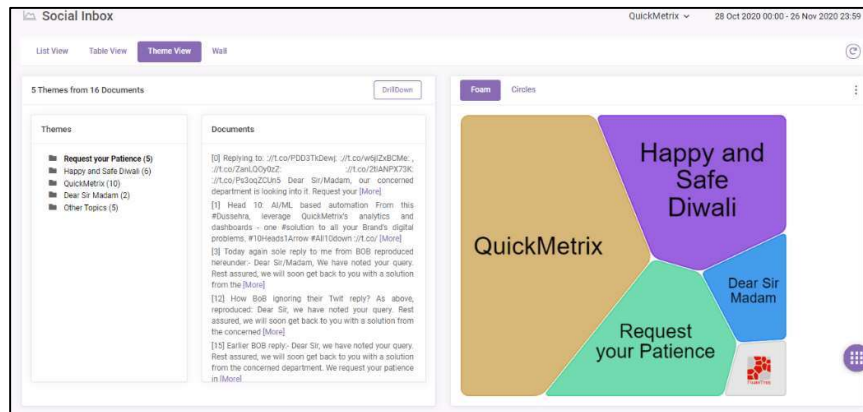 Social Inbox
QuickMetrix
28 Oct 2020 00:00 - 26 Nov 2020 23:59
List View
Table View
Theme View
Wall
5 Themes from 16 Documents
DrillDown
Themes
Request your Patience (5)
Happy and Safe Diwali (6)
QuickMetrix (10)
Dear Sir Madam (2)
Other Topics (5)
Documents
[0] Replying to: ://t.co/PDD3TkDewj: ://t.co/w6jlZxBCMe: ,
://t.co/ZanLQOy0zZ: ://t.co/2tIANPX73K:
://t.co/Ps3oqZCUn5 Dear Sir/Madam, our concerned
department is looking into it. Request your [More]
[1] Head 10: AI/ML based automation From this
#Dussehra, leverage QuickMetrix's analytics and
dashboards - one #solution to all your Brand's digital
problems. #10Heads1Arrow #All10down ://t.co/ [More]
[3] Today again sole reply to me from BOB reproduced
hereunder:- Dear Sir/Madam, We have noted your query.
Rest assured, we will soon get back to you with a solution
from the [More]
[12] How BoB ignoring their Twit reply? As above,
reproduced: Dear Sir, we have noted your query. Rest
assured, we will soon get back to you with a solution from
the concerned [More]
[15] Earlier BOB reply:- Dear Sir, we have noted your query.
Rest assured, we will soon get back to you with a solution
from the concerned department. We request your patience
in [More]
Foam
Circles
Happy and
Safe
Diwali
QuickMetrix
Dear Sir
Madam
Request
your Patience
FoamTree